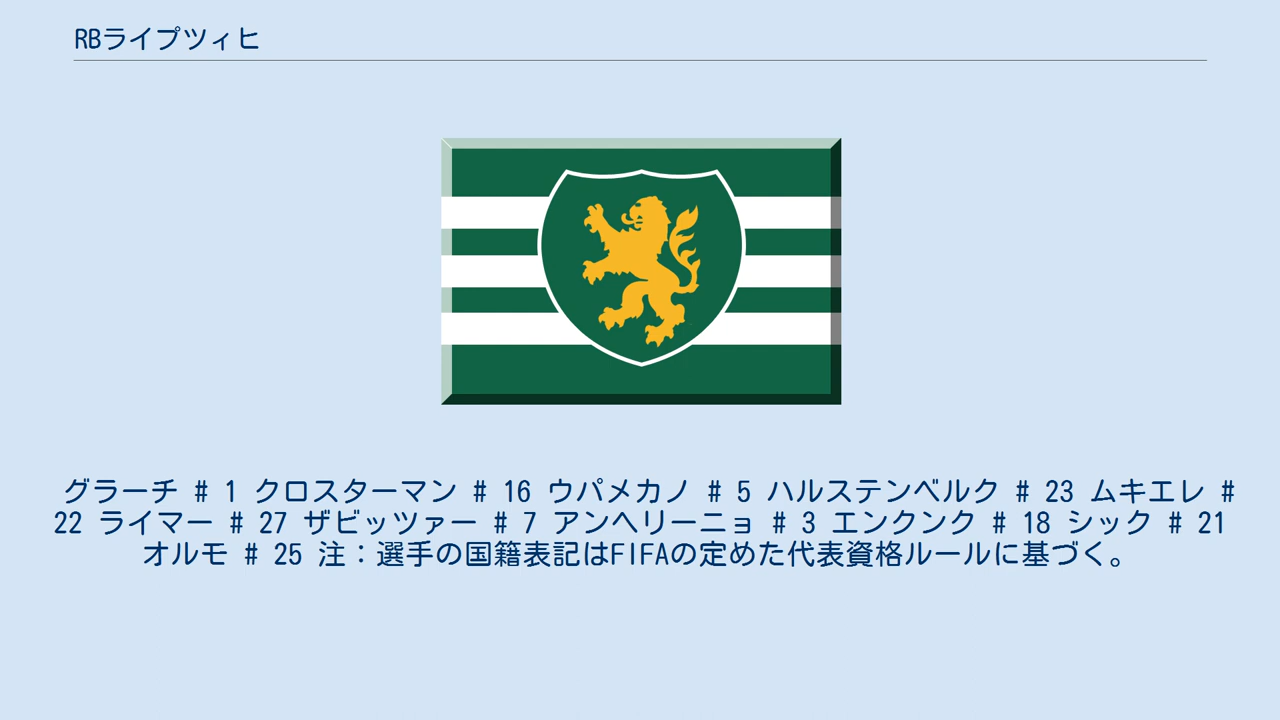 RBライプツィヒ
グラーチ # 1 クロスターマン # 16 ウパメカノ # 5 ハルステンベルク # 23 ムキエレ #
22 ライマー # 27 ザビッツァー # 7 アンヘリーニョ # 3 エンクンク # 18 シック # 21
オルモ # 25 注：選手の国籍表記はFIFAの定めた代表資格ルールに基づく。